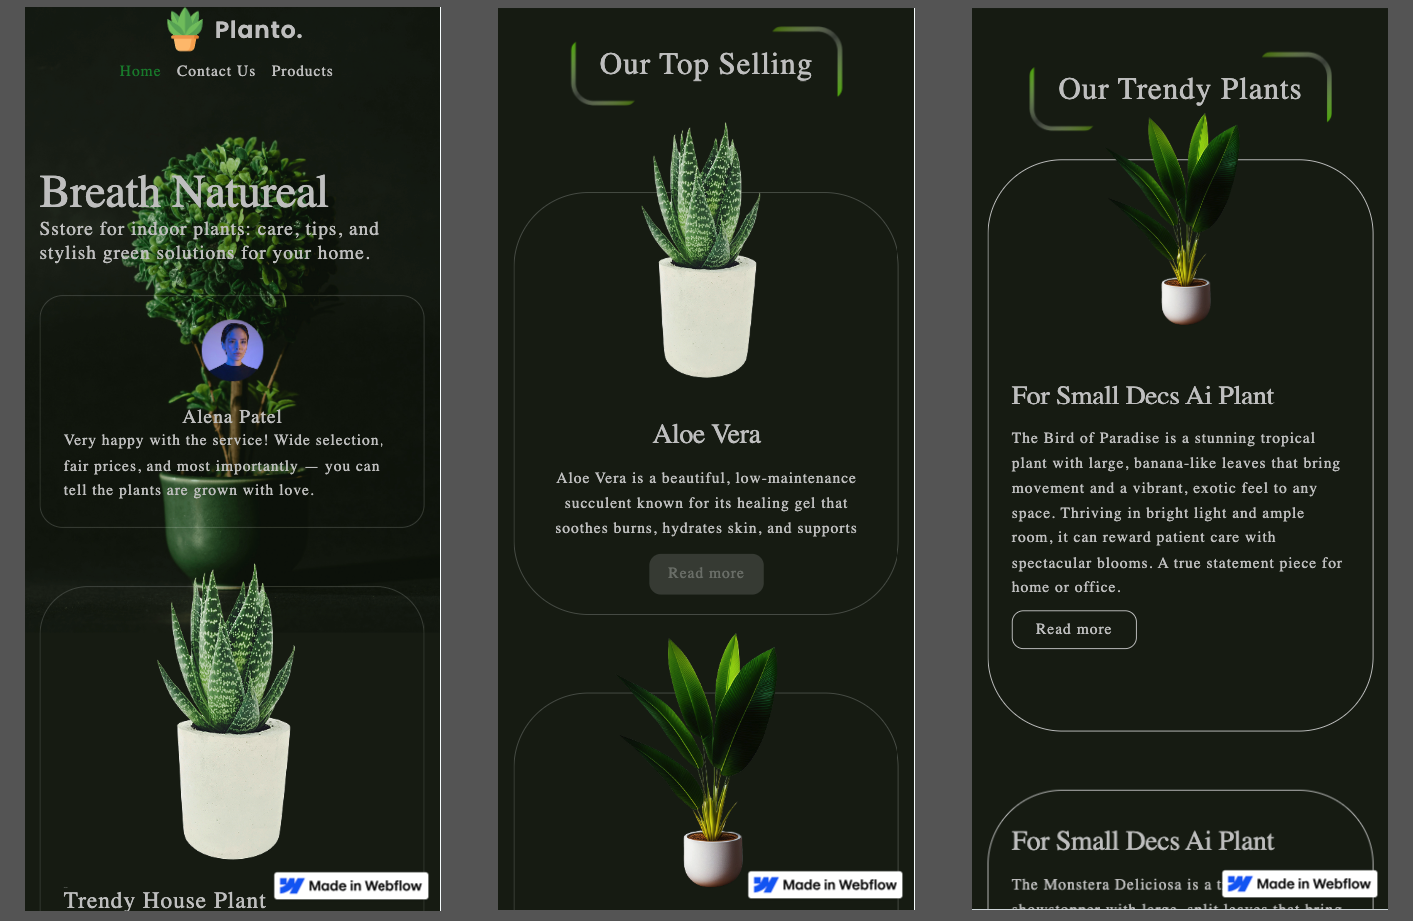 Planto.
Home Contact Us Products
Breath Natureal
Sstore for indoor plants: care, tips, and
stylish green solutions for your home.
Alena Patel
Very happy with the service! Wide selection,
fair prices, and most importantly — you can
tell the plants are grown with love.
Trendy House Plant
Made in Webflow
Our Top Selling
Aloe Vera
Aloe Vera is a beautiful, low-maintenance
succulent known for its healing gel that
soothes burns, hydrates skin, and supports
Read more
Made in Webflow
Our Trendy Plants
For Small Decs Ai Plant
The Bird of Paradise is a stunning tropical
plant with large, banana-like leaves that bring
movement and a vibrant, exotic feel to any
space. Thriving in bright light and ample
room, it can reward patient care with
spectacular blooms. A true statement piece for
home or office.
Read more
For Small Decs Ai Plant
The Monstera Deliciosa is a t
Made in Webflow
showstopper with large, split leaves that bring